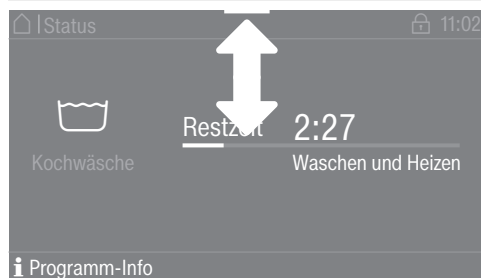 Status 11:02
Restzeit 2:27
Kochwäsche Waschen und Heizen
i Programm-Info